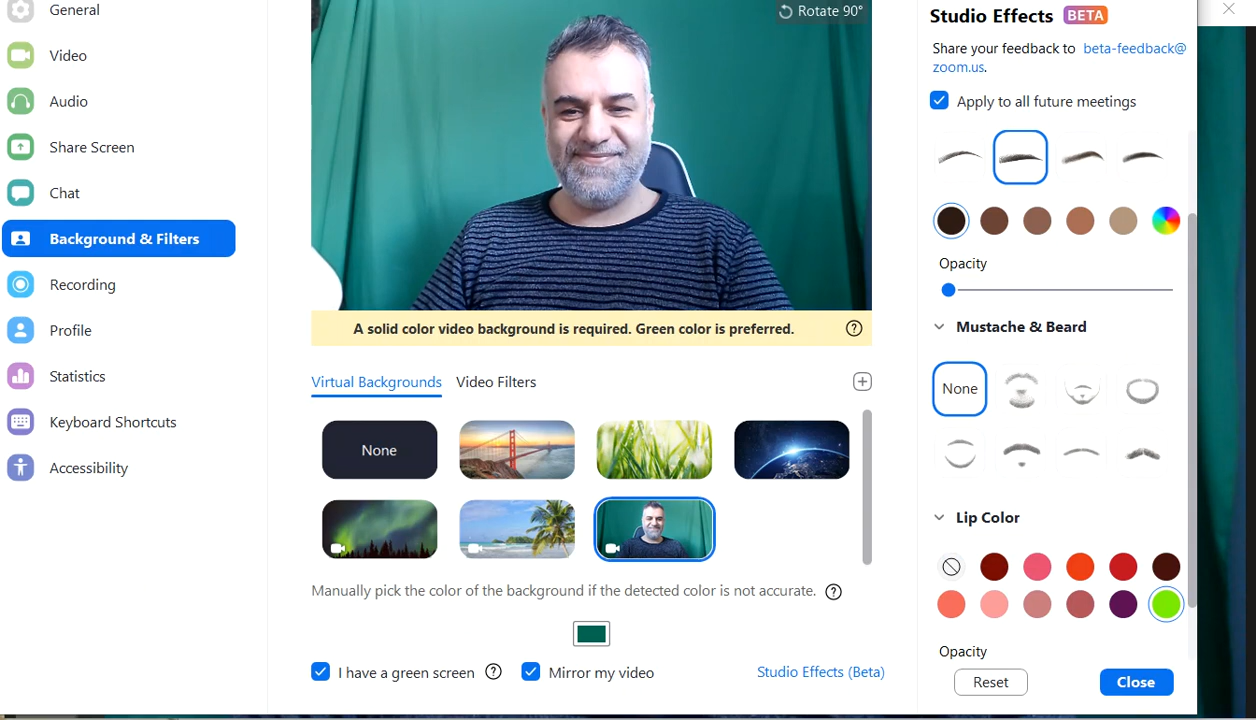 General
Video
Audio
Share Screen
Chat
Background & Filters
Recording
Profile
Statistics
Keyboard Shortcuts
Accessibility
Rotate 90°
A solid color video background is required. Green color is preferred.
Virtual Backgrounds
Video Filters
None
Manually pick the color of the background if the detected color is not accurate.
I have a green screen
Mirror my video
Studio Effects (Beta)
Studio Effects BETA
Share your feedback to beta-feedback@
zoom.us.
Apply to all future meetings
Opacity
Mustache & Beard
None
Lip Color
Opacity
Reset
Close